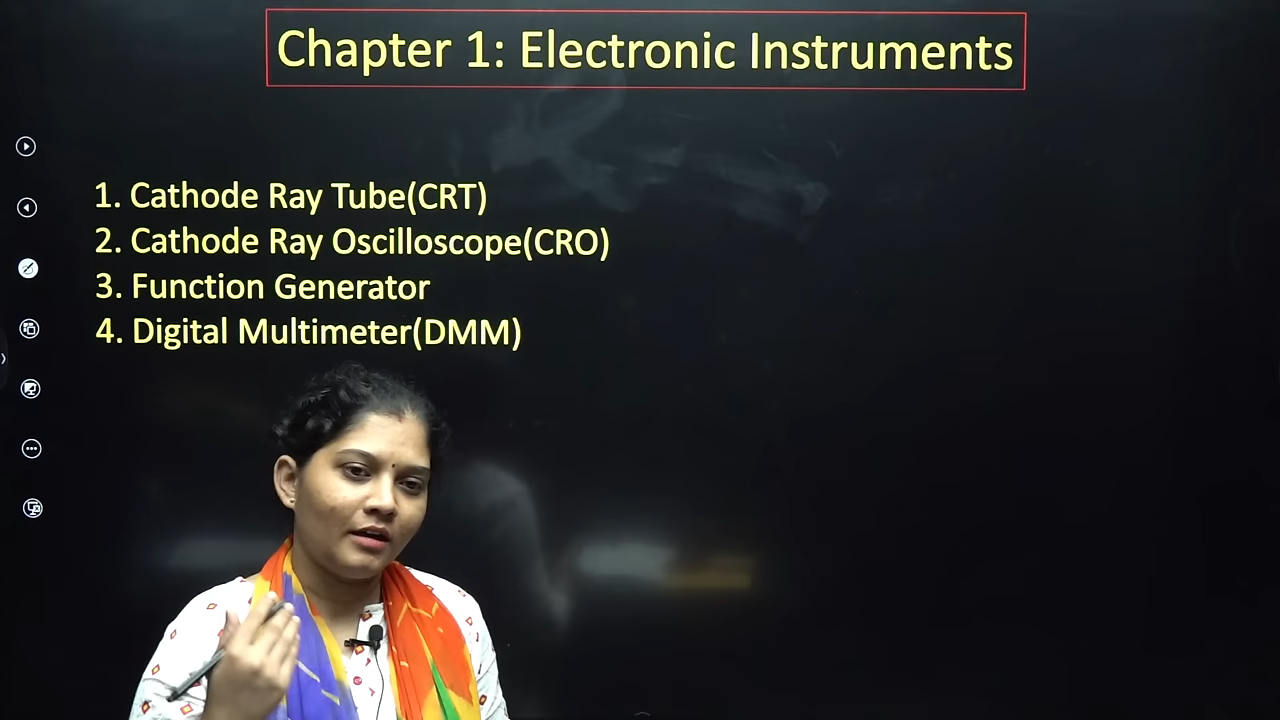 Chapter 1: Electronic Instruments
1. Cathode Ray Tube(CRT)
2. Cathode Ray Oscilloscope(CRO)
3. Function Generator
4. Digital Multimeter(DMM)